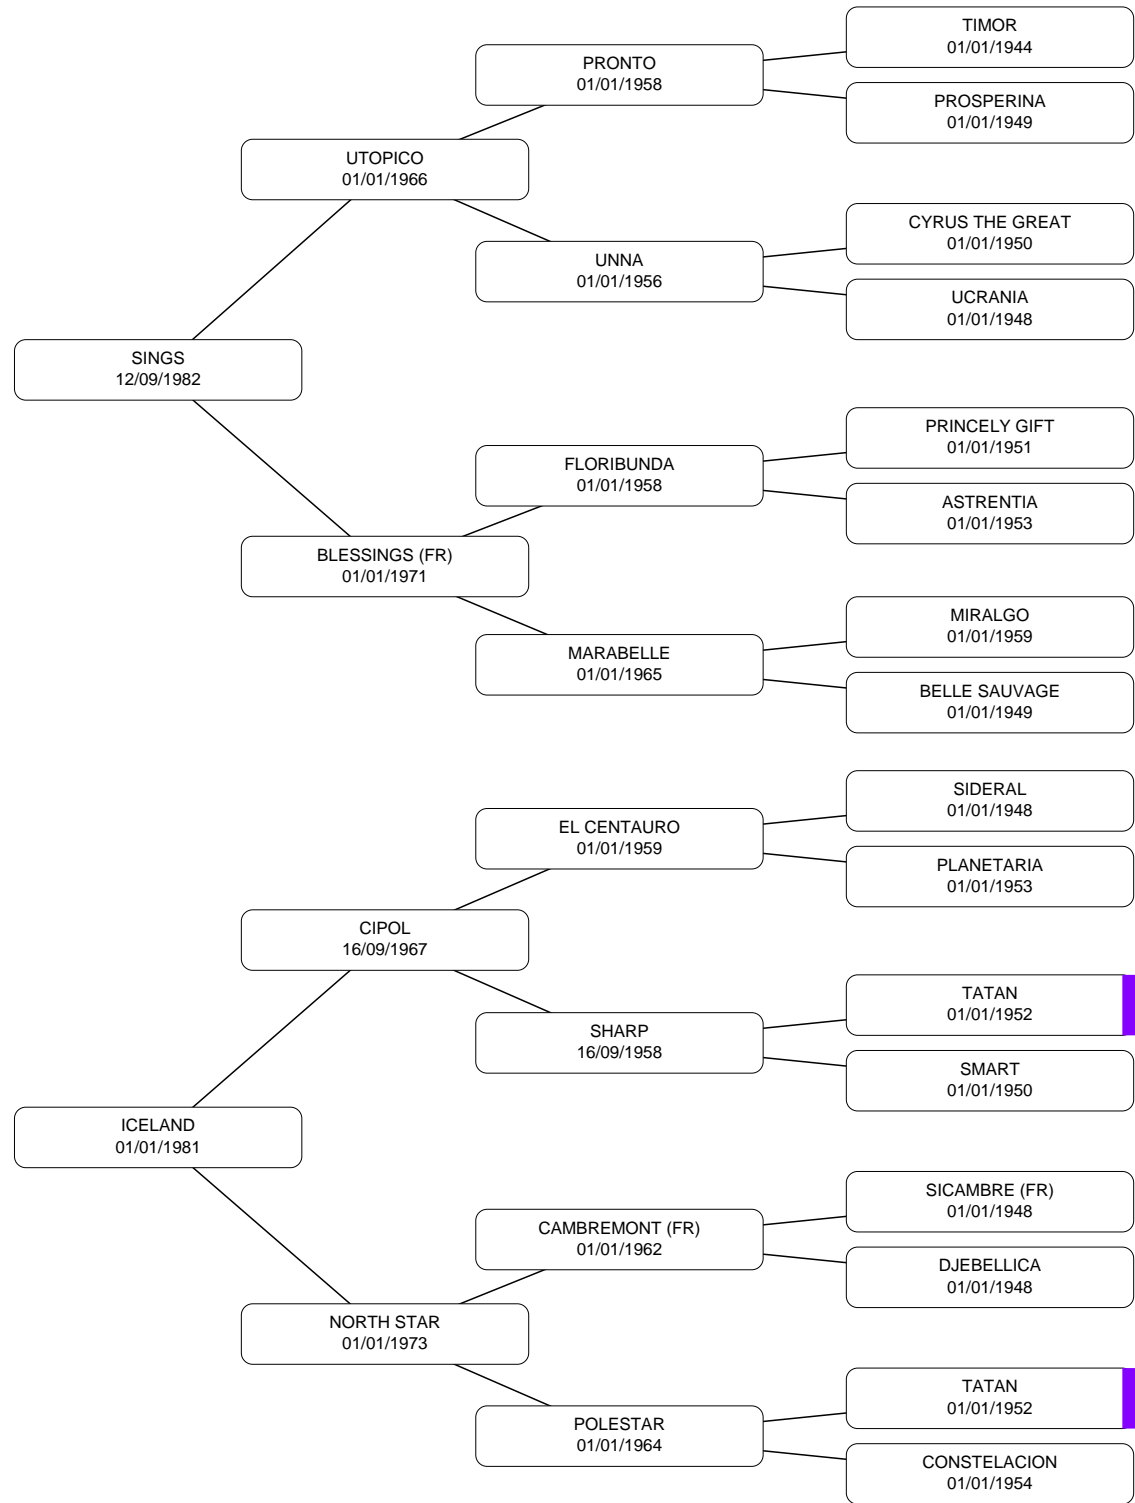 TIMOR
01/01/1944
PRONTO
01/01/1958
PROSPERINA
01/01/1949
UTOPICO
01/01/1966
CYRUS THE GREAT
01/01/1950
UNNA
01/01/1956
UCRANIA
01/01/1948
SINGS
12/09/1982
PRINCELY GIFT
01/01/1951
FLORIBUNDA
01/01/1958
ASTRENTIA
01/01/1953
BLESSINGS (FR)
01/01/1971
MIRALGO
01/01/1959
MARABELLE
01/01/1965
BELLE SAUVAGE
01/01/1949
SIDERAL
01/01/1948
EL CENTAURO
01/01/1959
PLANETARIA
01/01/1953
CIPOL
16/09/1967
TATAN
01/01/1952
SHARP
16/09/1958
SMART
01/01/1950
ICELAND
01/01/1981
SICAMBRE (FR)
01/01/1948
CAMBREMONT (FR)
01/01/1962
DJEBELLICA
01/01/1948
NORTH STAR
01/01/1973
TATAN
01/01/1952
POLESTAR
01/01/1964
CONSTELACION
01/01/1954